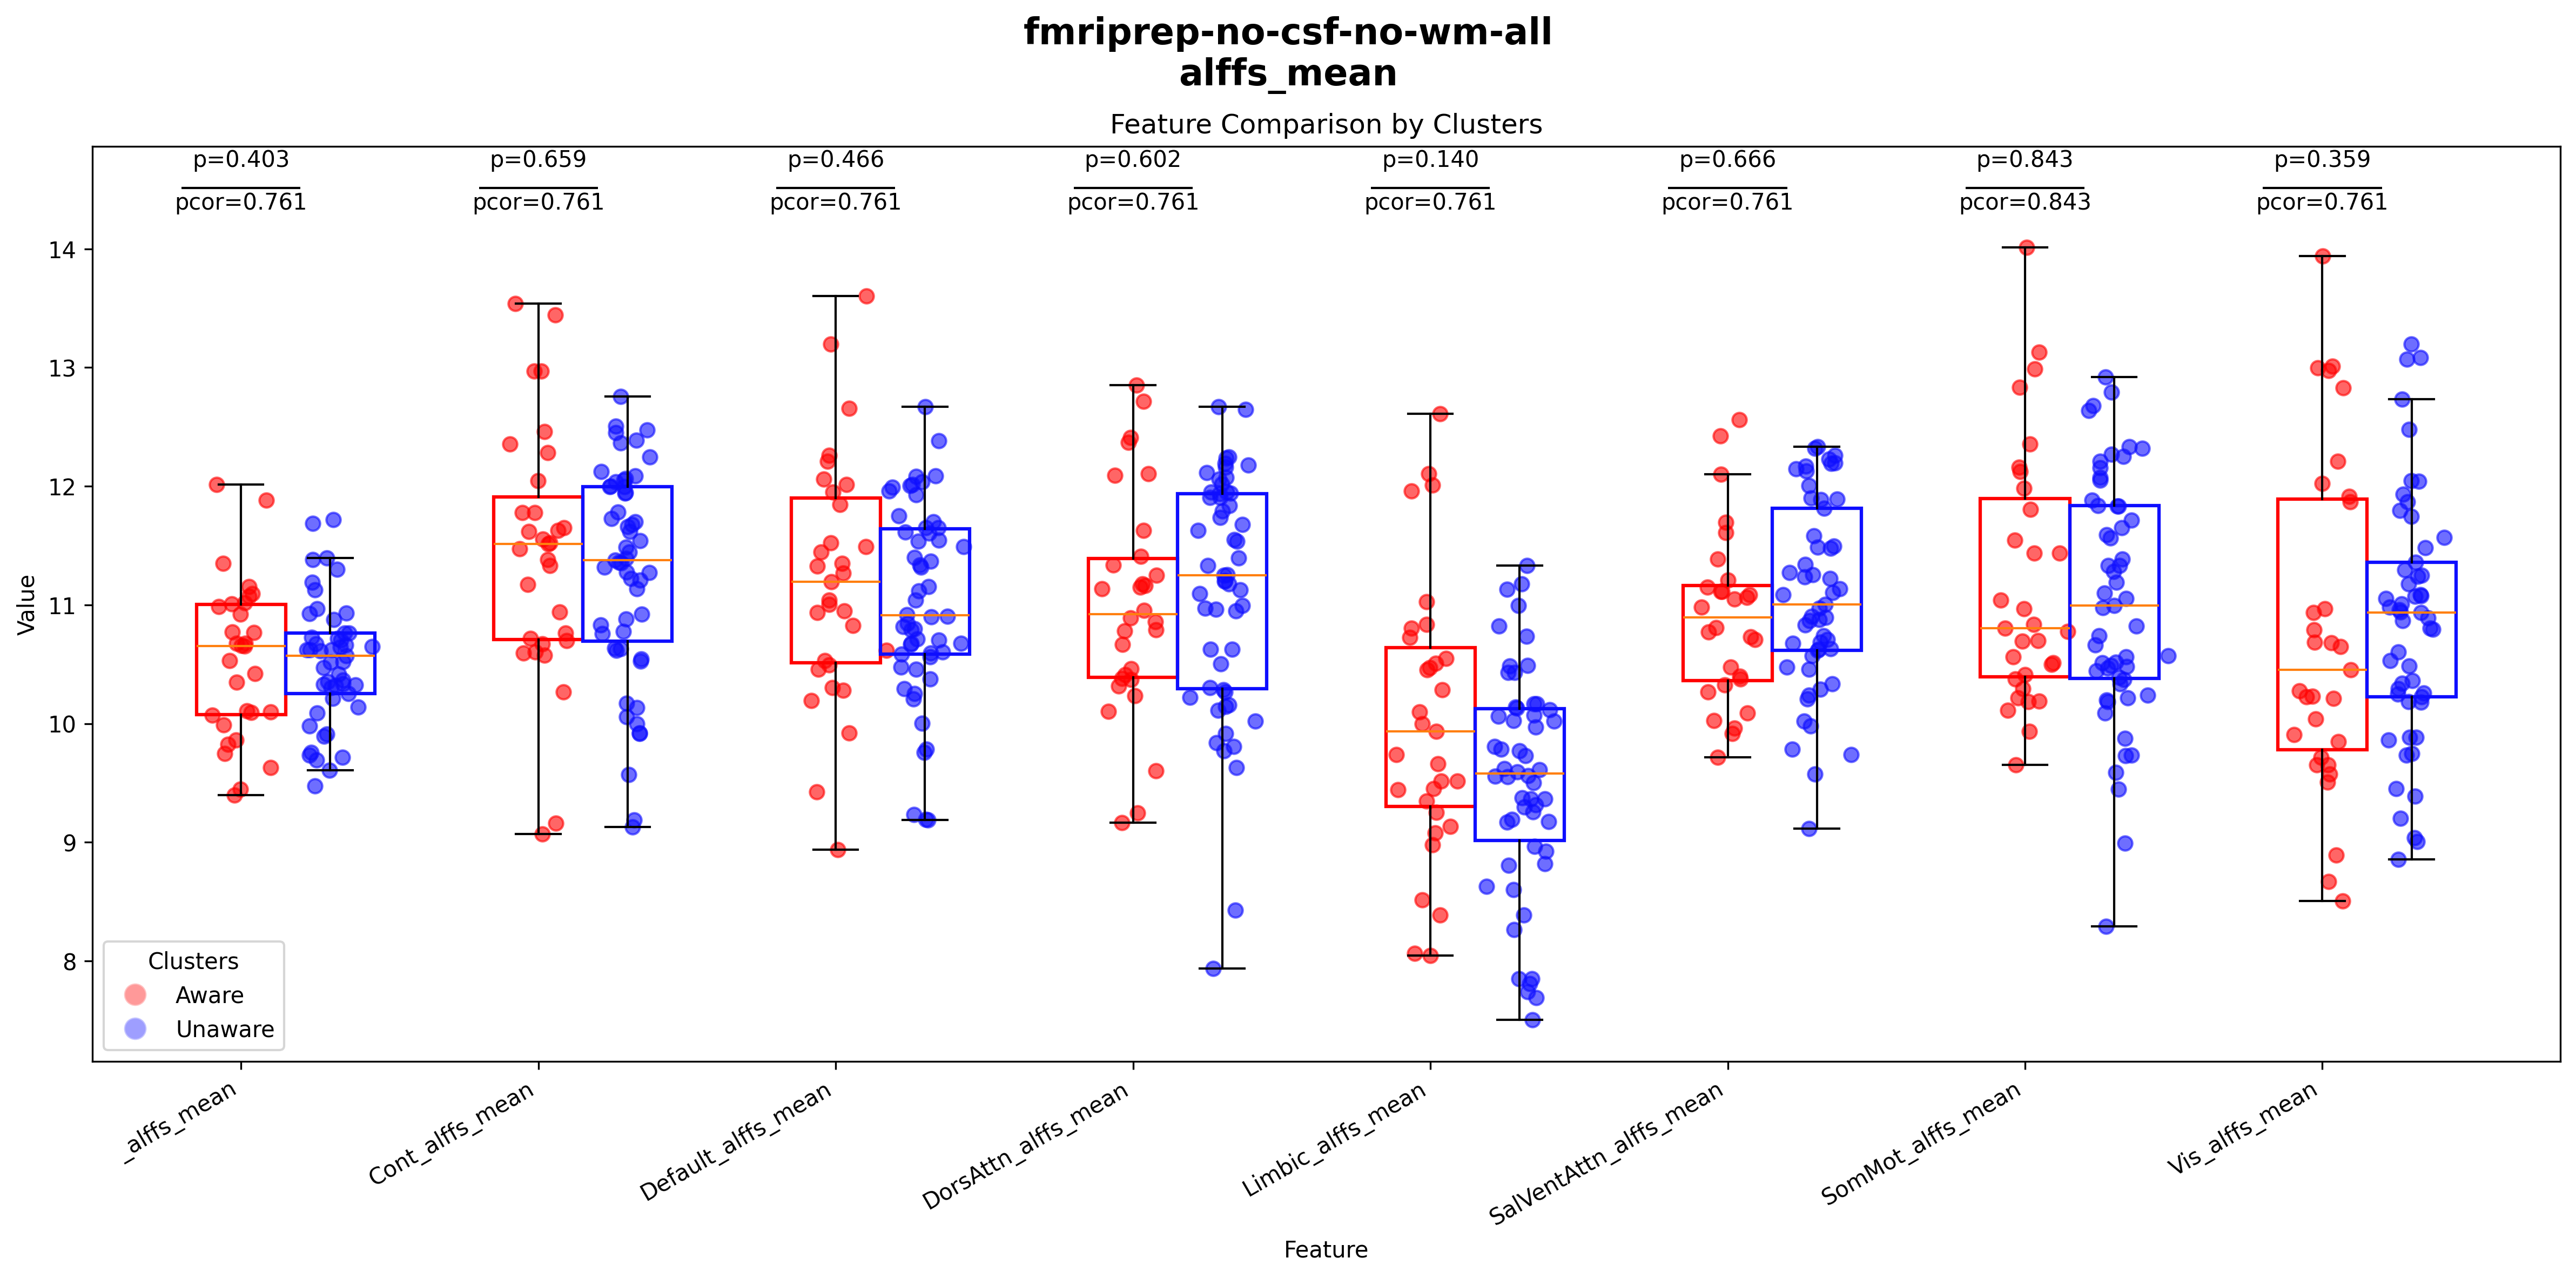 fmriprep-no-csf-no-wm-all
alffs_mean
Feature Comparison by Clusters
p=0.403 p=0.659 p=0.466 p=0.602 p=0.140 p=0.666 p=0.843 p=0.359
pcor=0.761 pcor=0.761 pcor=0.761 pcor=0.761 pcor=0.761 pcor=0.761 pcor=0.843 pcor=0.761
14
13
12
11
10
9
8
Value
Clusters
Aware
Unaware
_alffs_mean
Cont_alffs_mean
Default_alffs_mean
DorsAttn_alffs_mean
Limbic_alffs_mean
SalVentAttn_alffs_mean
SomMot_alffs_mean
Vis_alffs_mean
Feature